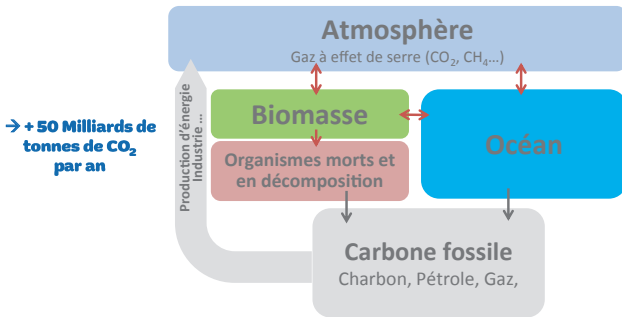 Atmosphère
Gaz à effet de serre (CO₂, CH₄...)
→ + 50 Milliards de
tonnes de CO₂
par an
Production d'énergie
Industrie ...
Biomasse
Océan
Organismes morts et
en décomposition
Carbone fossile
Charbon, Pétrole, Gaz,